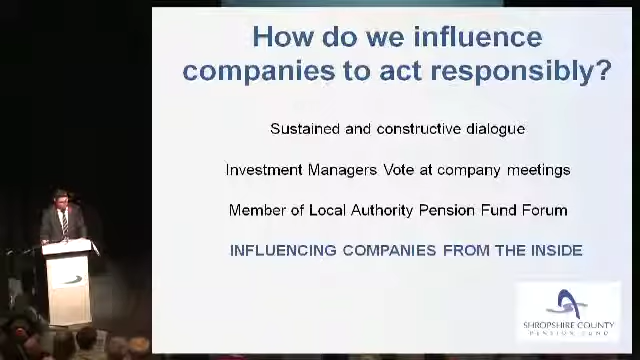 How do we influence
companies to act responsibly?
Sustained and constructive dialogue
Investment Managers Vote at company meetings
Member of Local Authority Pension Fund Forum
INFLUENCING COMPANIES FROM THE INSIDE
SHROPSHIRE COUNTY
PENSION FUND